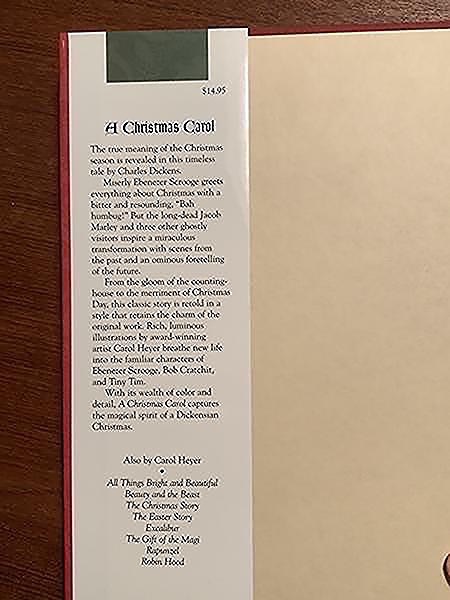 $14.95
A Christmas Carol
The true meaning of the Christmas
season is revealed in this timeless
tale by Charles Dickens.
Miserly Ebenezer Scrooge greets
everything about Christmas with a
bitter and resounding, "Bah
humbug!" But the long-dead Jacob
Marley and three other ghostly
visitors inspire a miraculous
transformation with scenes from
the past and an ominous foretelling
of the future.
From the gloom of the counting-
house to the merriment of Christmas
Day, this classic story is retold in a
style that retains the charm of the
original work. Rich, luminous
illustrations by award-winning
artist Carol Heyer breathe new life
into the familiar characters of
Ebenezer Scrooge, Bob Cratchit,
and Tiny Tim.
With its wealth of color and
detail, A Christmas Carol captures
the magical spirit of a Dickensian
Christmas.
Also by Carol Heyer
•
All Things Bright and Beautiful
Beauty and the Beast
The Christmas Story
The Easter Story
Excalibur
The Gift of the Magi
Rapunzel
Robin Hood